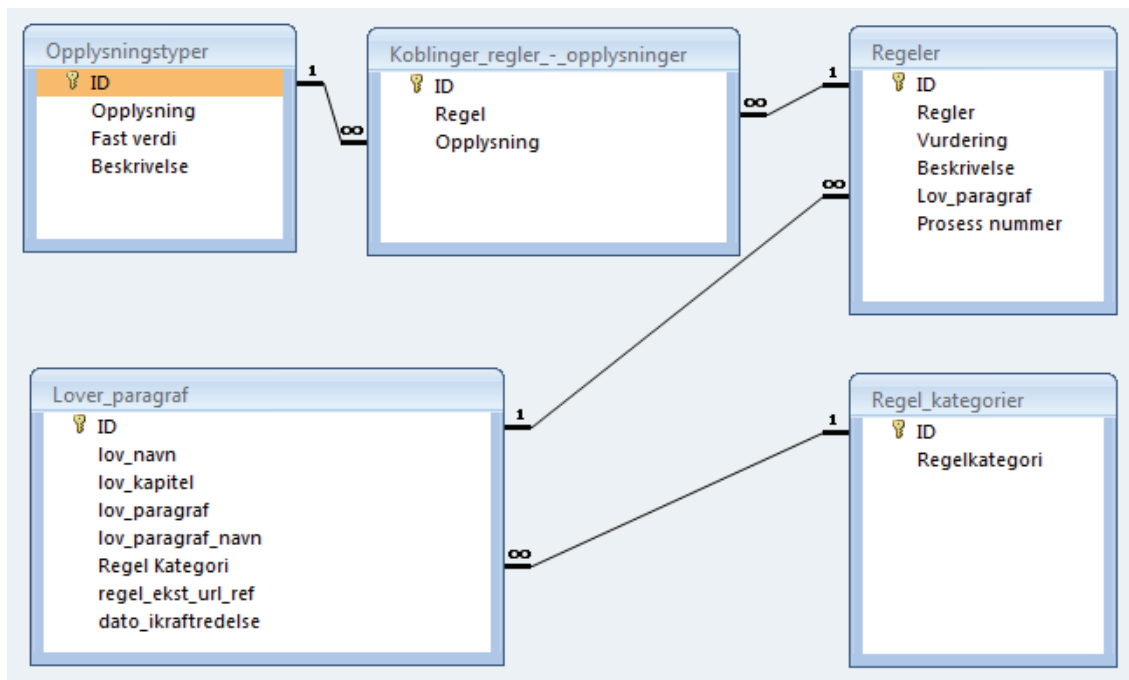 Opplysningstyper
ID
Opplysning
Fast verdi
Beskrivelse
1
∞
Koblinger_regler_-_opplysninger
ID
Regel
Opplysning
∞
1
Regeler
ID
Regler
Vurdering
Beskrivelse
Lov_paragraf
Prosess nummer
∞
Lover_paragraf
ID
lov_navn
lov_kapitel
lov_paragraf
lov_paragraf_navn
Regel Kategori
regel_ekst_url_ref
dato_ikraftredelse
1
∞
1
Regel_kategorier
ID
Regelkategori